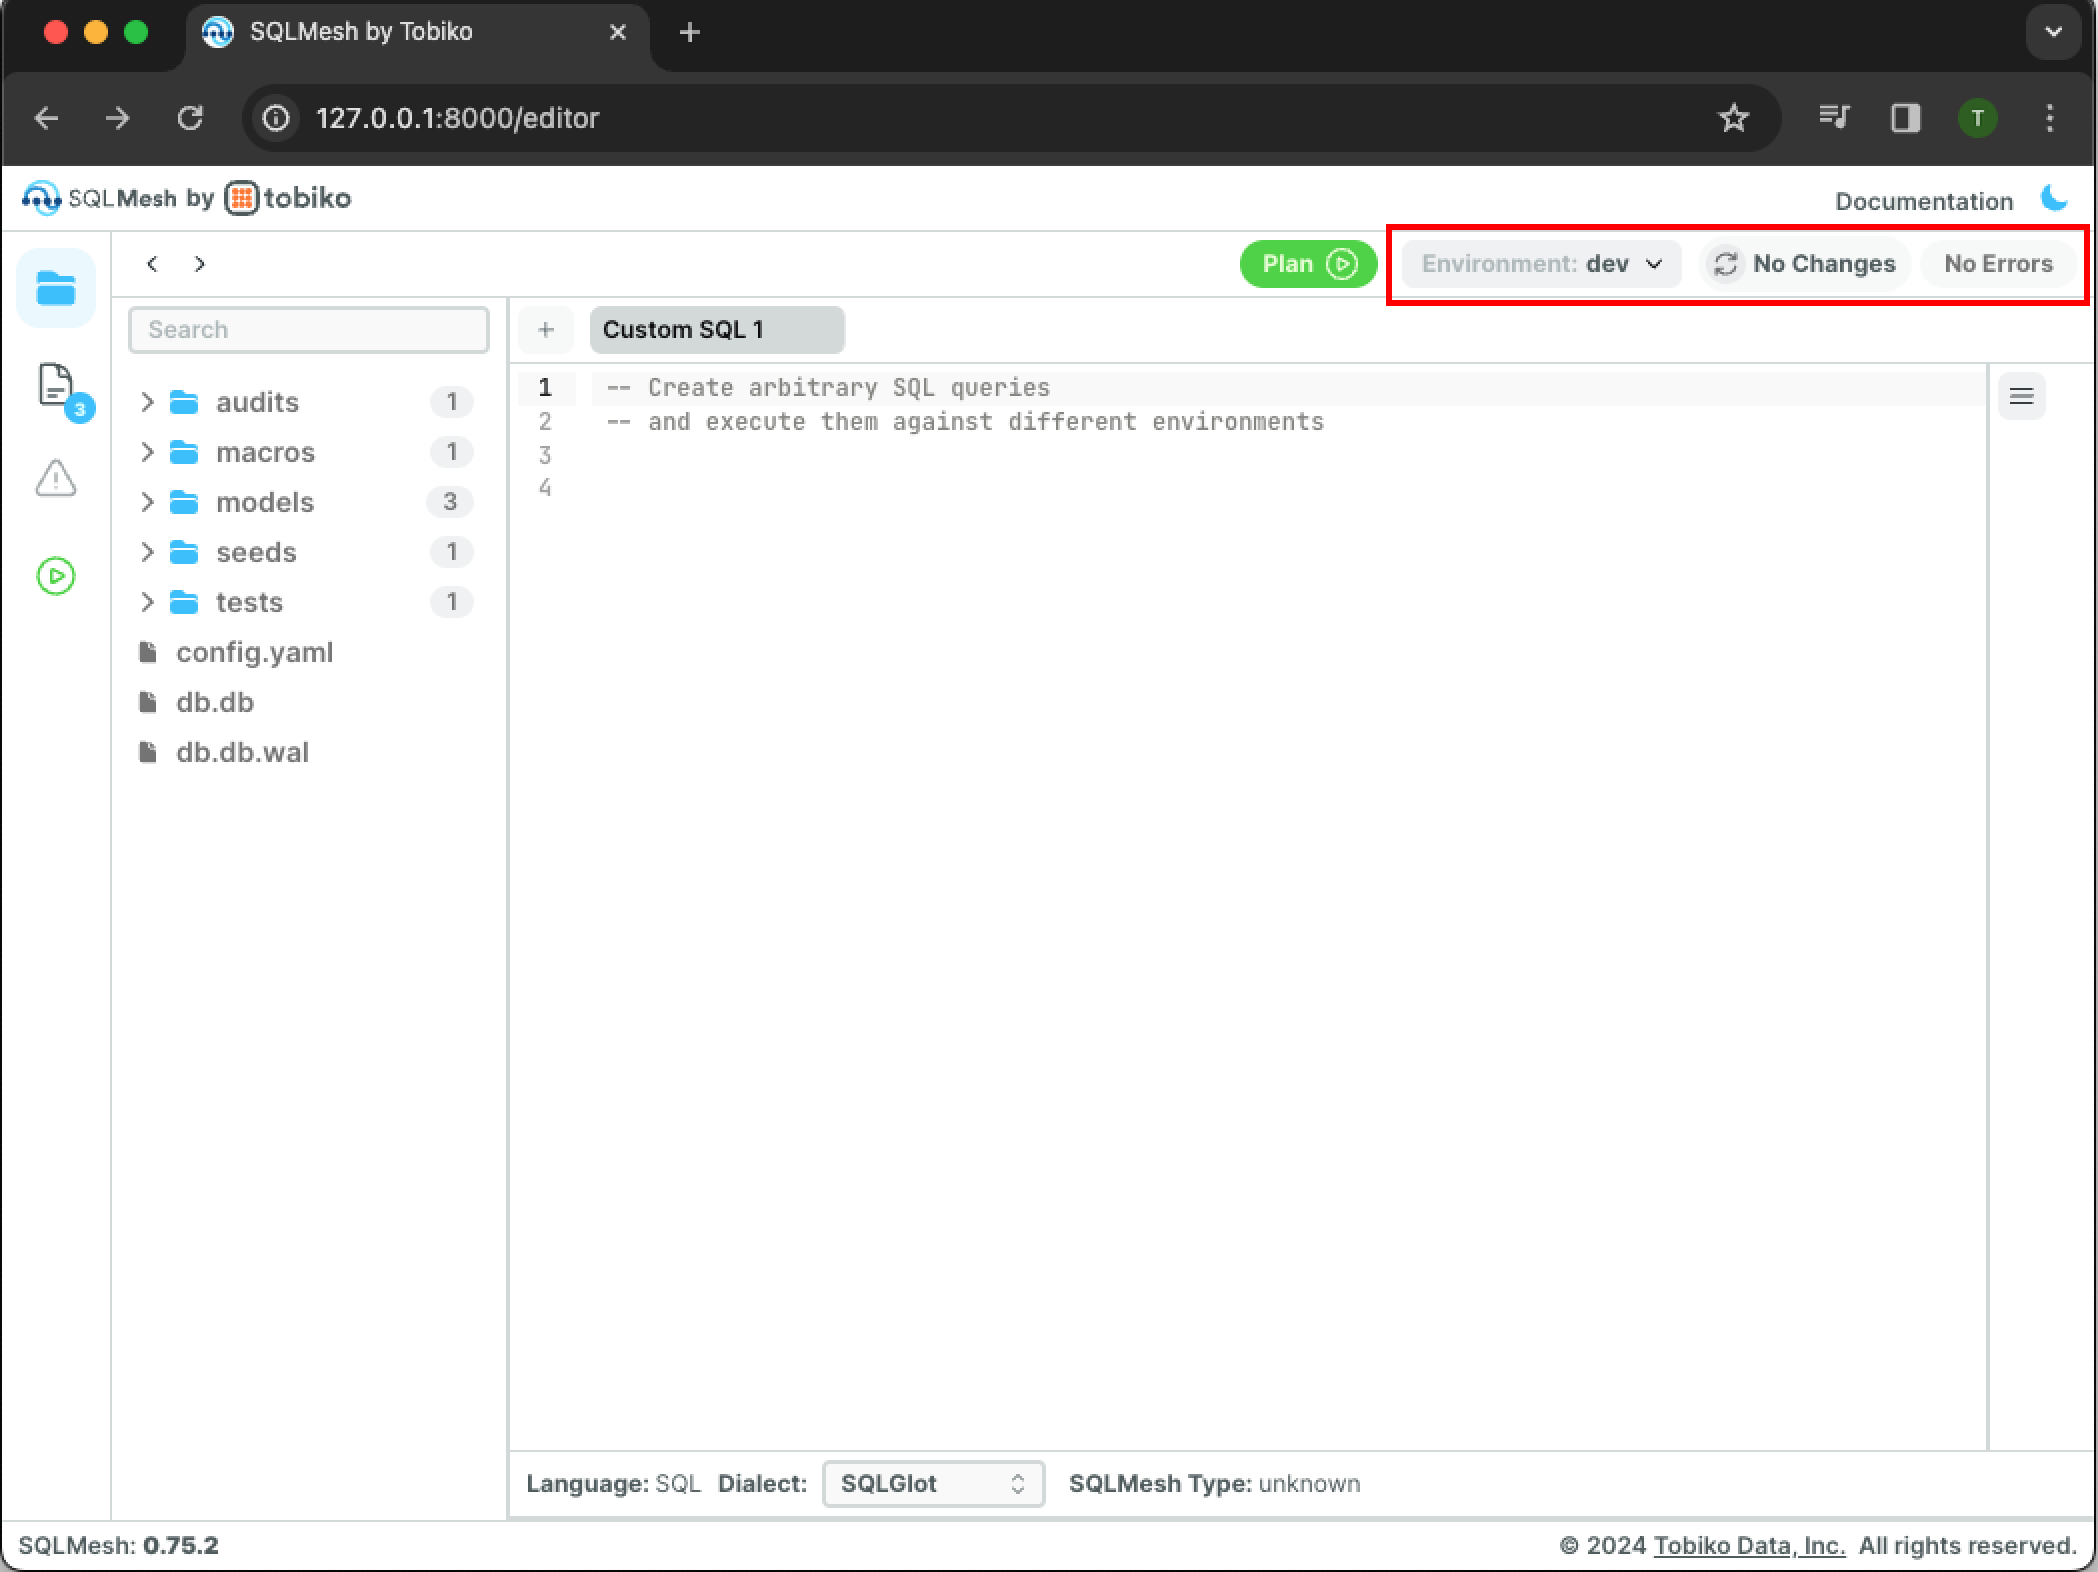 SQLMesh by Tobiko
127.0.0.1:8000/editor
T
SQLMesh by tobiko
Documentation
Plan
Environment: dev
No Changes
No Errors
Search
Custom SQL 1
3
audits 1
macros 1
models 3
seeds 1
tests 1
config.yaml
db.db
db.db.wal
1 -- Create arbitrary SQL queries
2 -- and execute them against different environments
3
4
Language: SQL Dialect: SQLGlot SQLMesh Type: unknown
SQLMesh: 0.75.2
© 2024 Tobiko Data, Inc. All rights reserved.